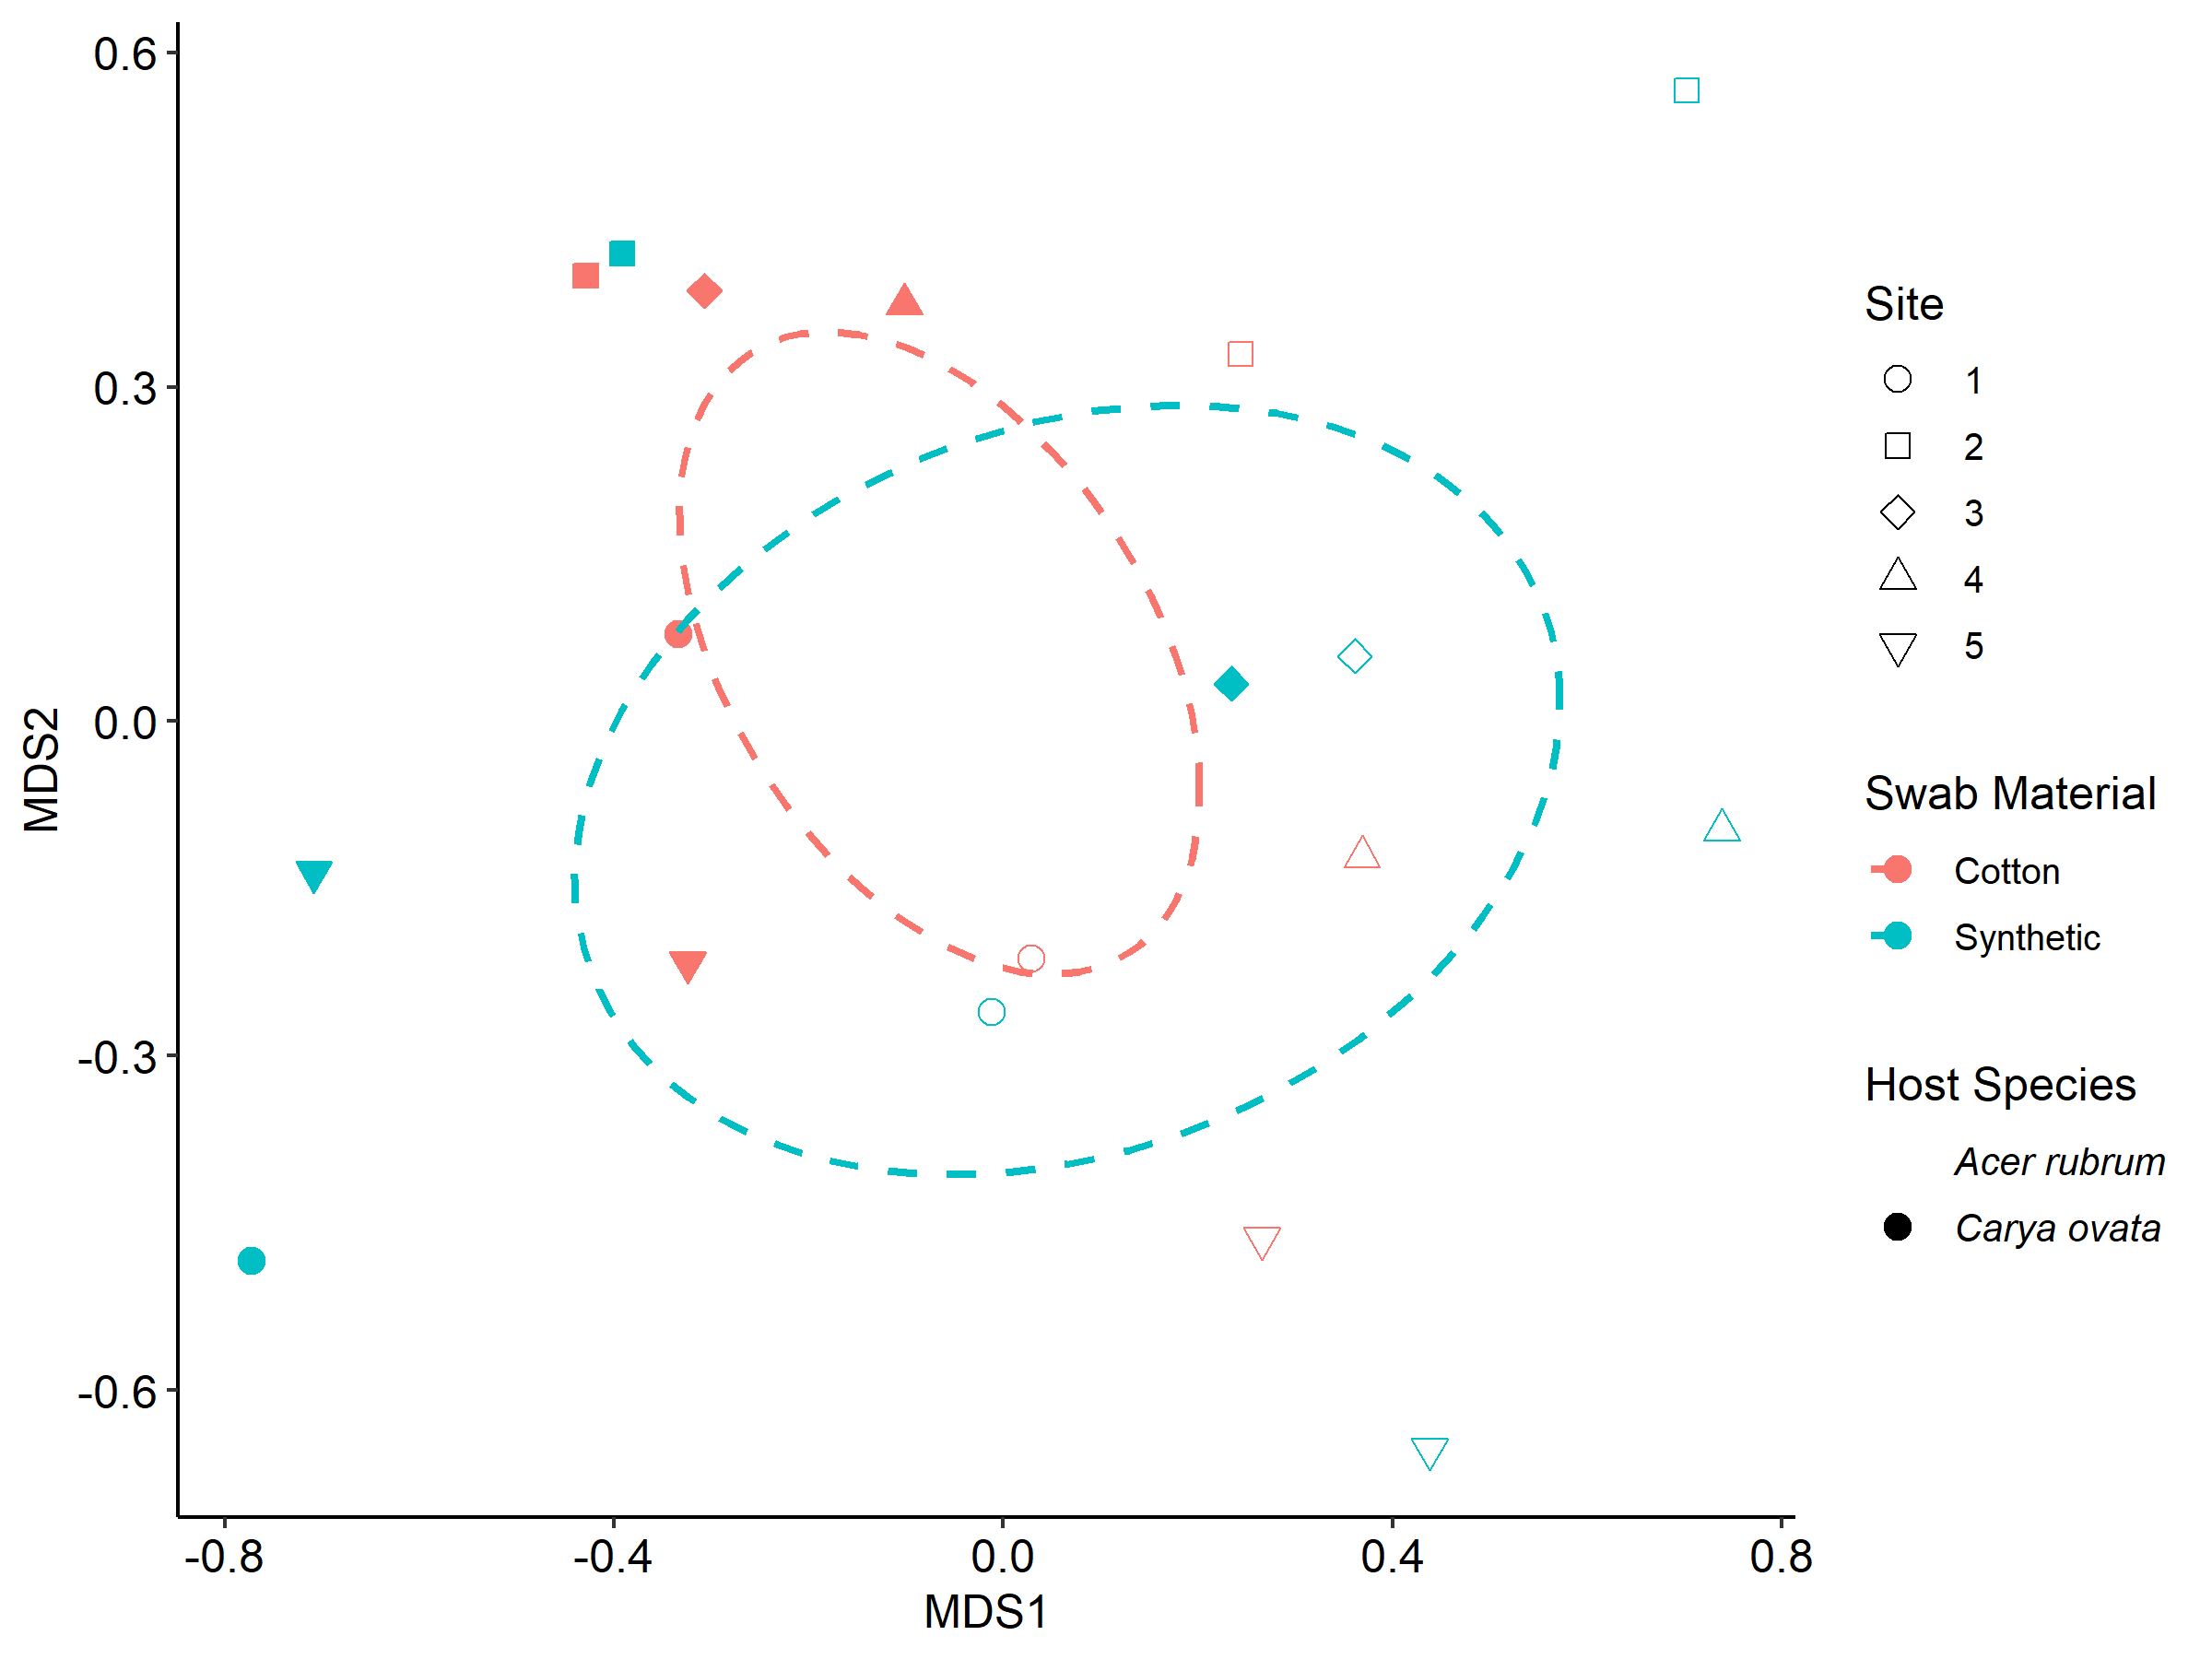 0.6
0.3
0.0
-0.3
-0.6
MDS2
-0.8 -0.4 0.0 0.4 0.8
MDS1
Site
1
2
3
4
5
Swab Material
Cotton
Synthetic
Host Species
Acer rubrum
Carya ovata